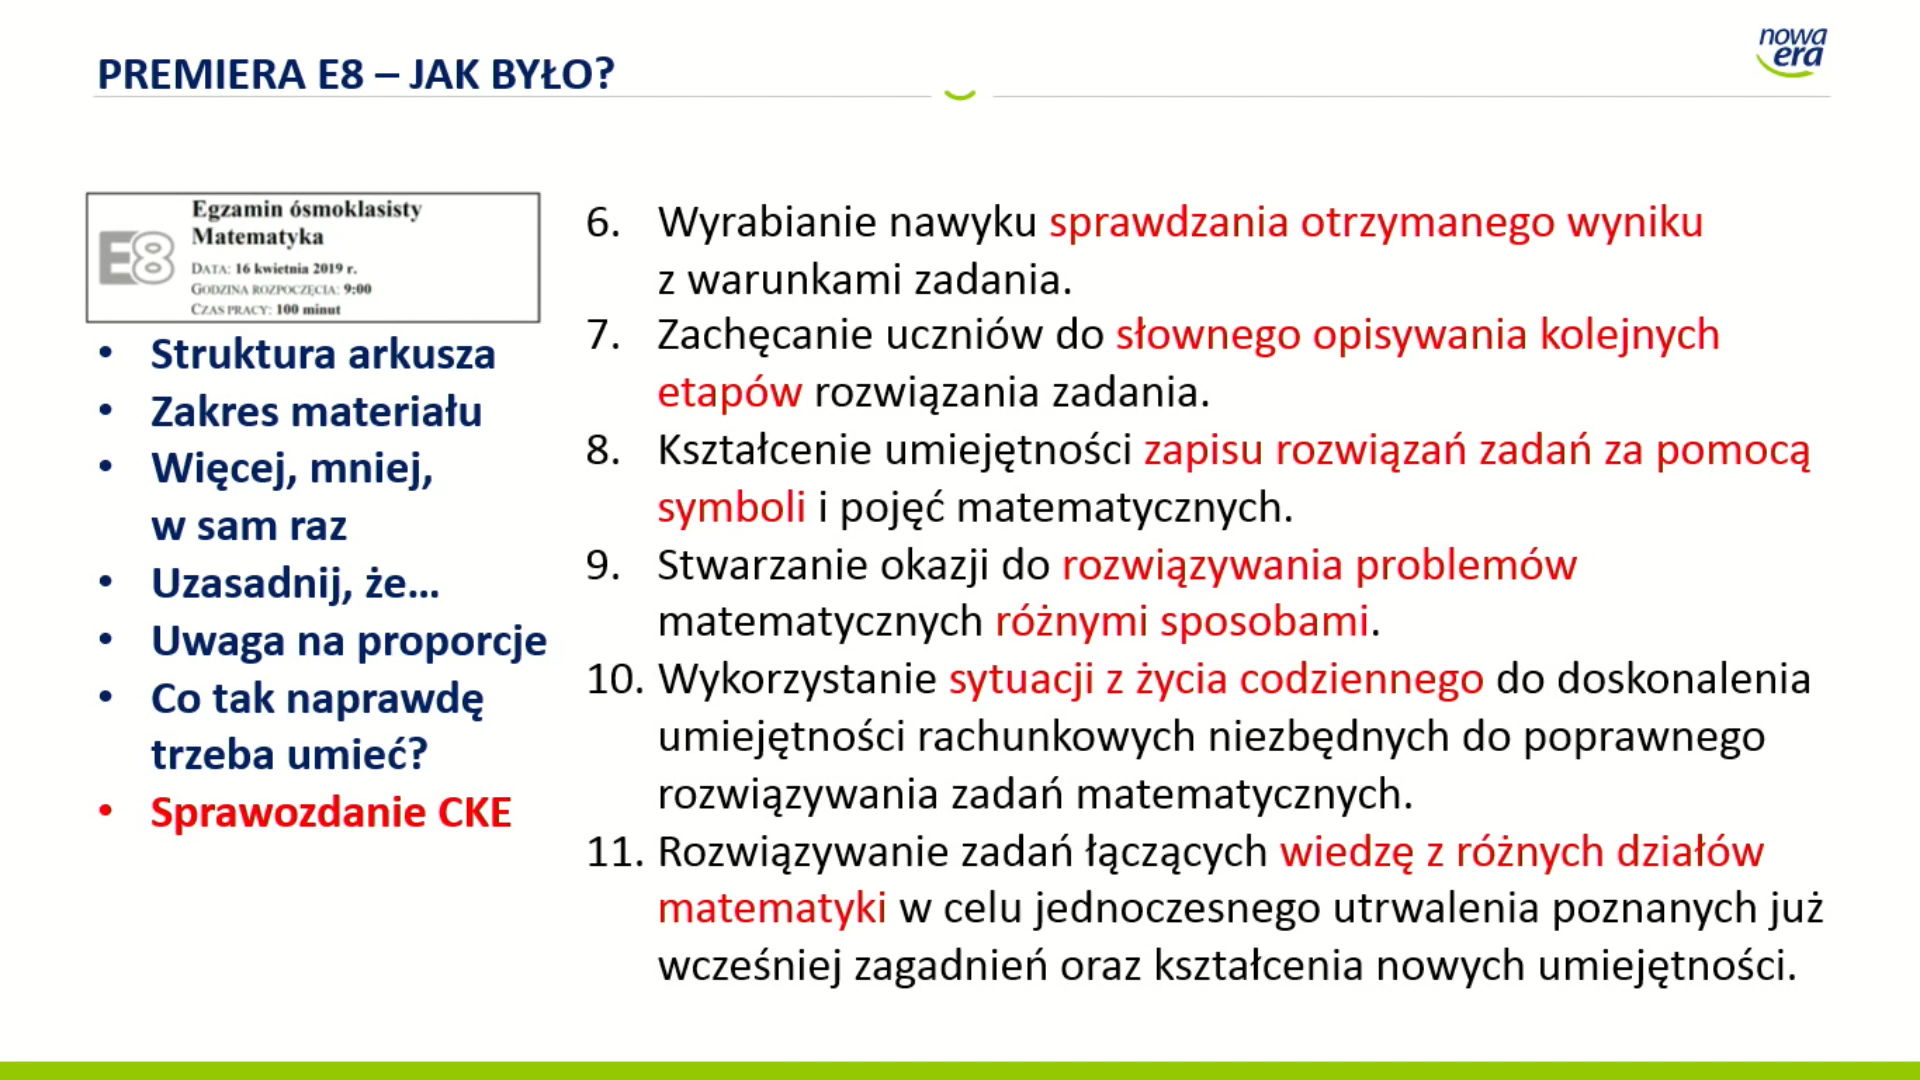 PREMIERA E8 – JAK BYŁO?
nowa
era
E8
Egzamin ósmoklasisty
Matematyka
DATA: 16 kwietnia 2019 r.
GODZINA ROZPOCZĘCIA: 9:00
CZAS PRACY: 100 minut
• Struktura arkusza
• Zakres materiału
• Więcej, mniej,
w sam raz
• Uzasadnij, że...
• Uwaga na proporcje
• Co tak naprawdę
trzeba umieć?
• Sprawozdanie CKE
6. Wyrabianie nawyku sprawdzania otrzymanego wyniku
z warunkami zadania.
7. Zachęcanie uczniów do słownego opisywania kolejnych
etapów rozwiązania zadania.
8. Kształcenie umiejętności zapisu rozwiązań zadań za pomocą
symboli i pojęć matematycznych.
9. Stwarzanie okazji do rozwiązywania problemów
matematycznych różnymi sposobami.
10. Wykorzystanie sytuacji z życia codziennego do doskonalenia
umiejętności rachunkowych niezbędnych do poprawnego
rozwiązywania zadań matematycznych.
11. Rozwiązywanie zadań łączących wiedzę z różnych działów
matematyki w celu jednoczesnego utrwalenia poznanych już
wcześniej zagadnień oraz kształcenia nowych umiejętności.